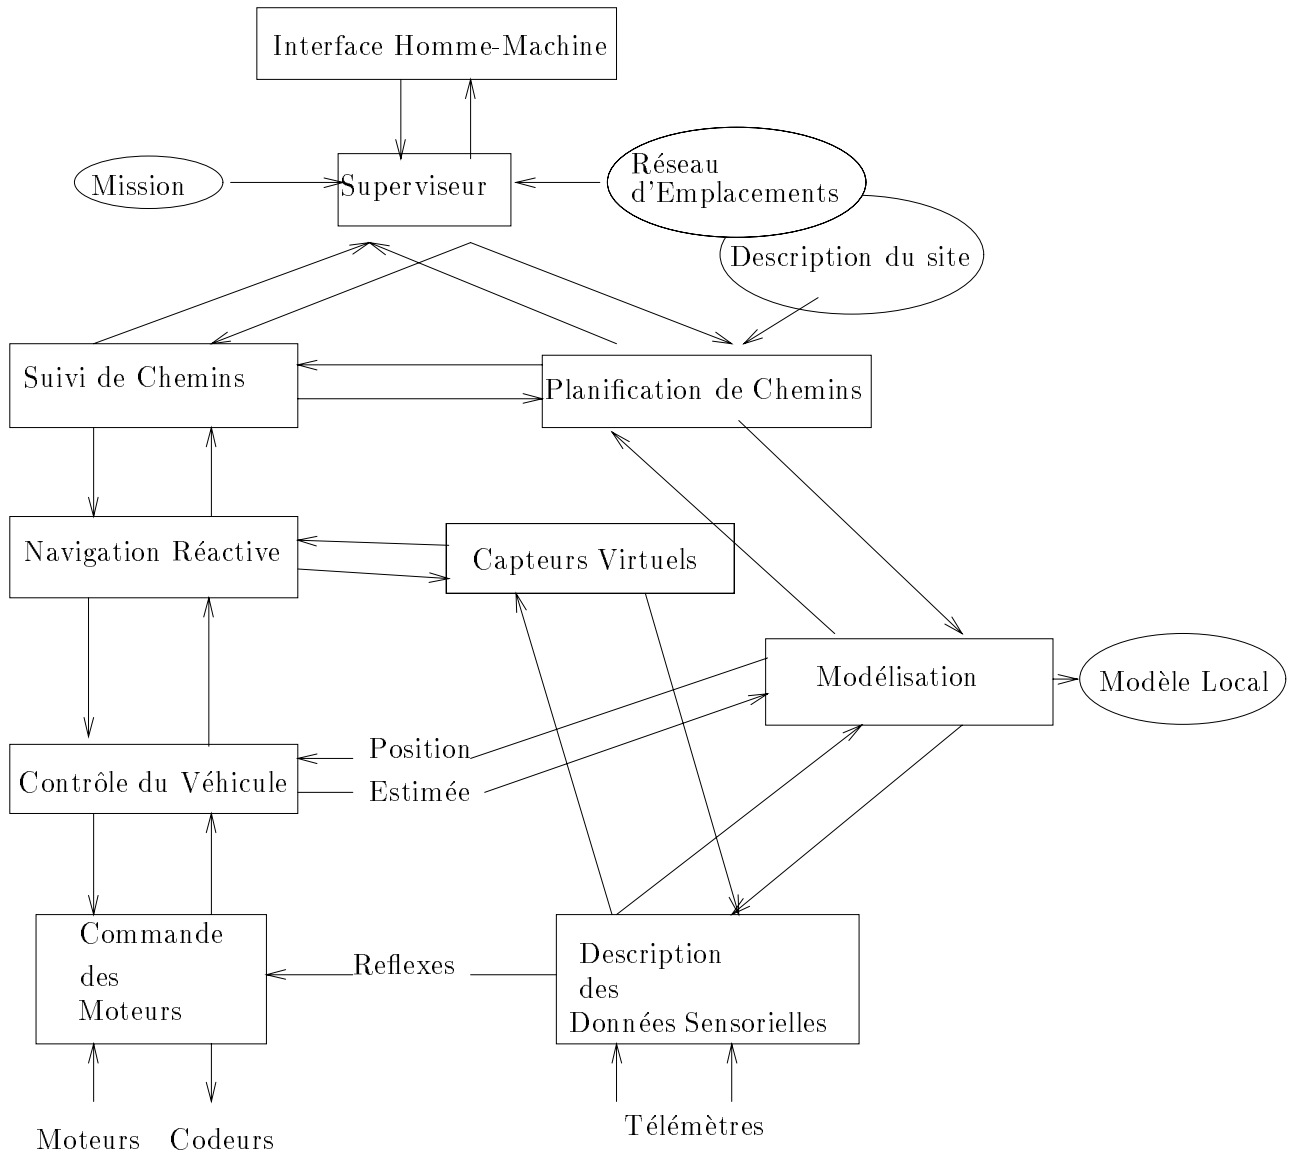 Interface Homme-Machine
Mission
Superviseur
Réseau
d'Emplacements
Description du site
Suivi de Chemins
Planification de Chemins
Navigation Réactive
Capteurs Virtuels
Modélisation
Modèle Local
Position
Estimée
Contrôle du Véhicule
Commande
des
Moteurs
Reflexes
Description
des
Données Sensorielles
Moteurs
Codeurs
Télémètres